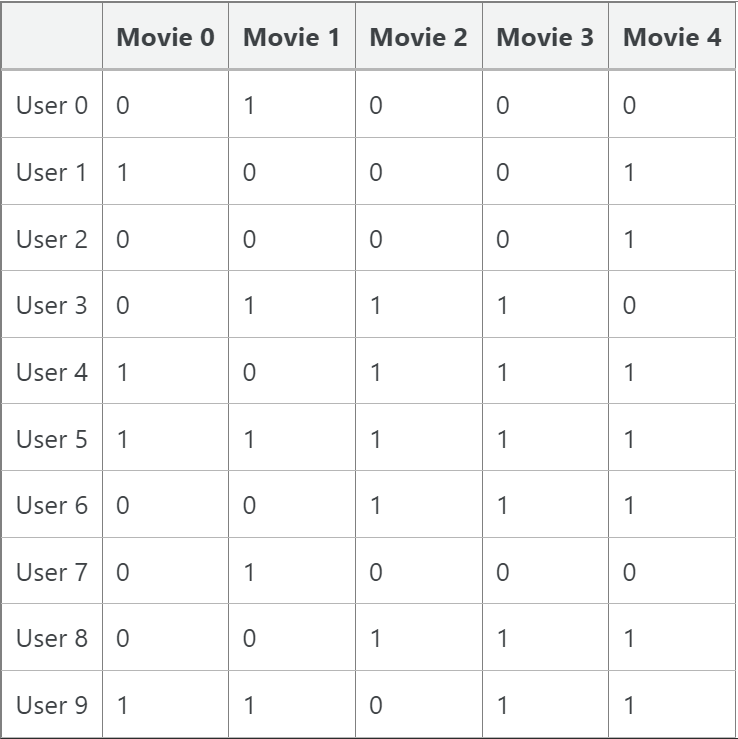 Movie 0 Movie 1 Movie 2 Movie 3 Movie 4
User 0 0 1 0 0 0
User 1 1 0 0 0 1
User 2 0 0 0 0 1
User 3 0 1 1 1 0
User 4 1 0 1 1 1
User 5 1 1 1 1 1
User 6 0 0 1 1 1
User 7 0 1 0 0 0
User 8 0 0 1 1 1
User 9 1 1 0 1 1